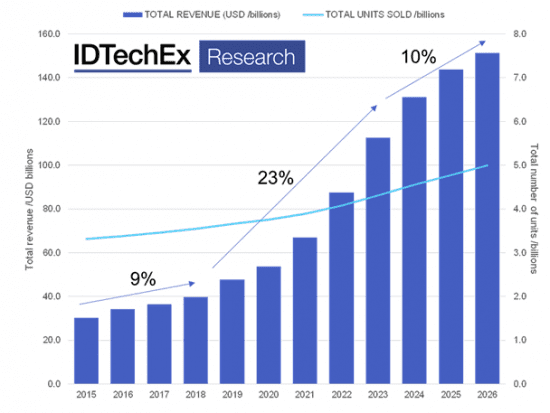 TOTAL REVENUE (USD /billions) TOTAL UNITS SOLD /billions
160.0 8.0
IDTechEx Research
10%
140.0 7.0
120.0 6.0
100.0 5.0
23%
80.0 4.0
60.0 3.0
9%
40.0 2.0
20.0 1.0
0.0 0.0
Total revenue /USD billions
Total number of units /billions
2015 2016 2017 2018 2019 2020 2021 2022 2023 2024 2025 2026